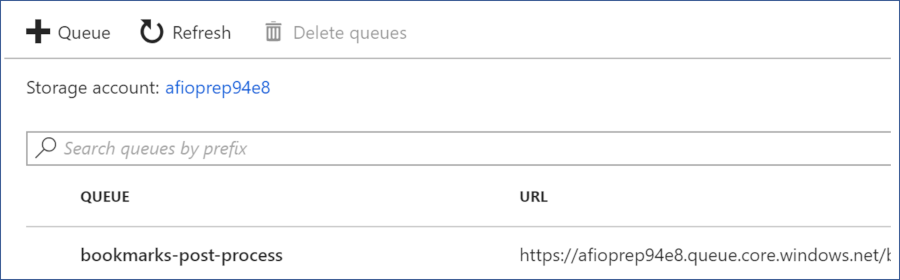 Queue Refresh Delete queues
Storage account: afioprep94e8
Search queues by prefix
QUEUE URL
bookmarks-post-process https://afioprep94e8.queue.core.windows.net/b